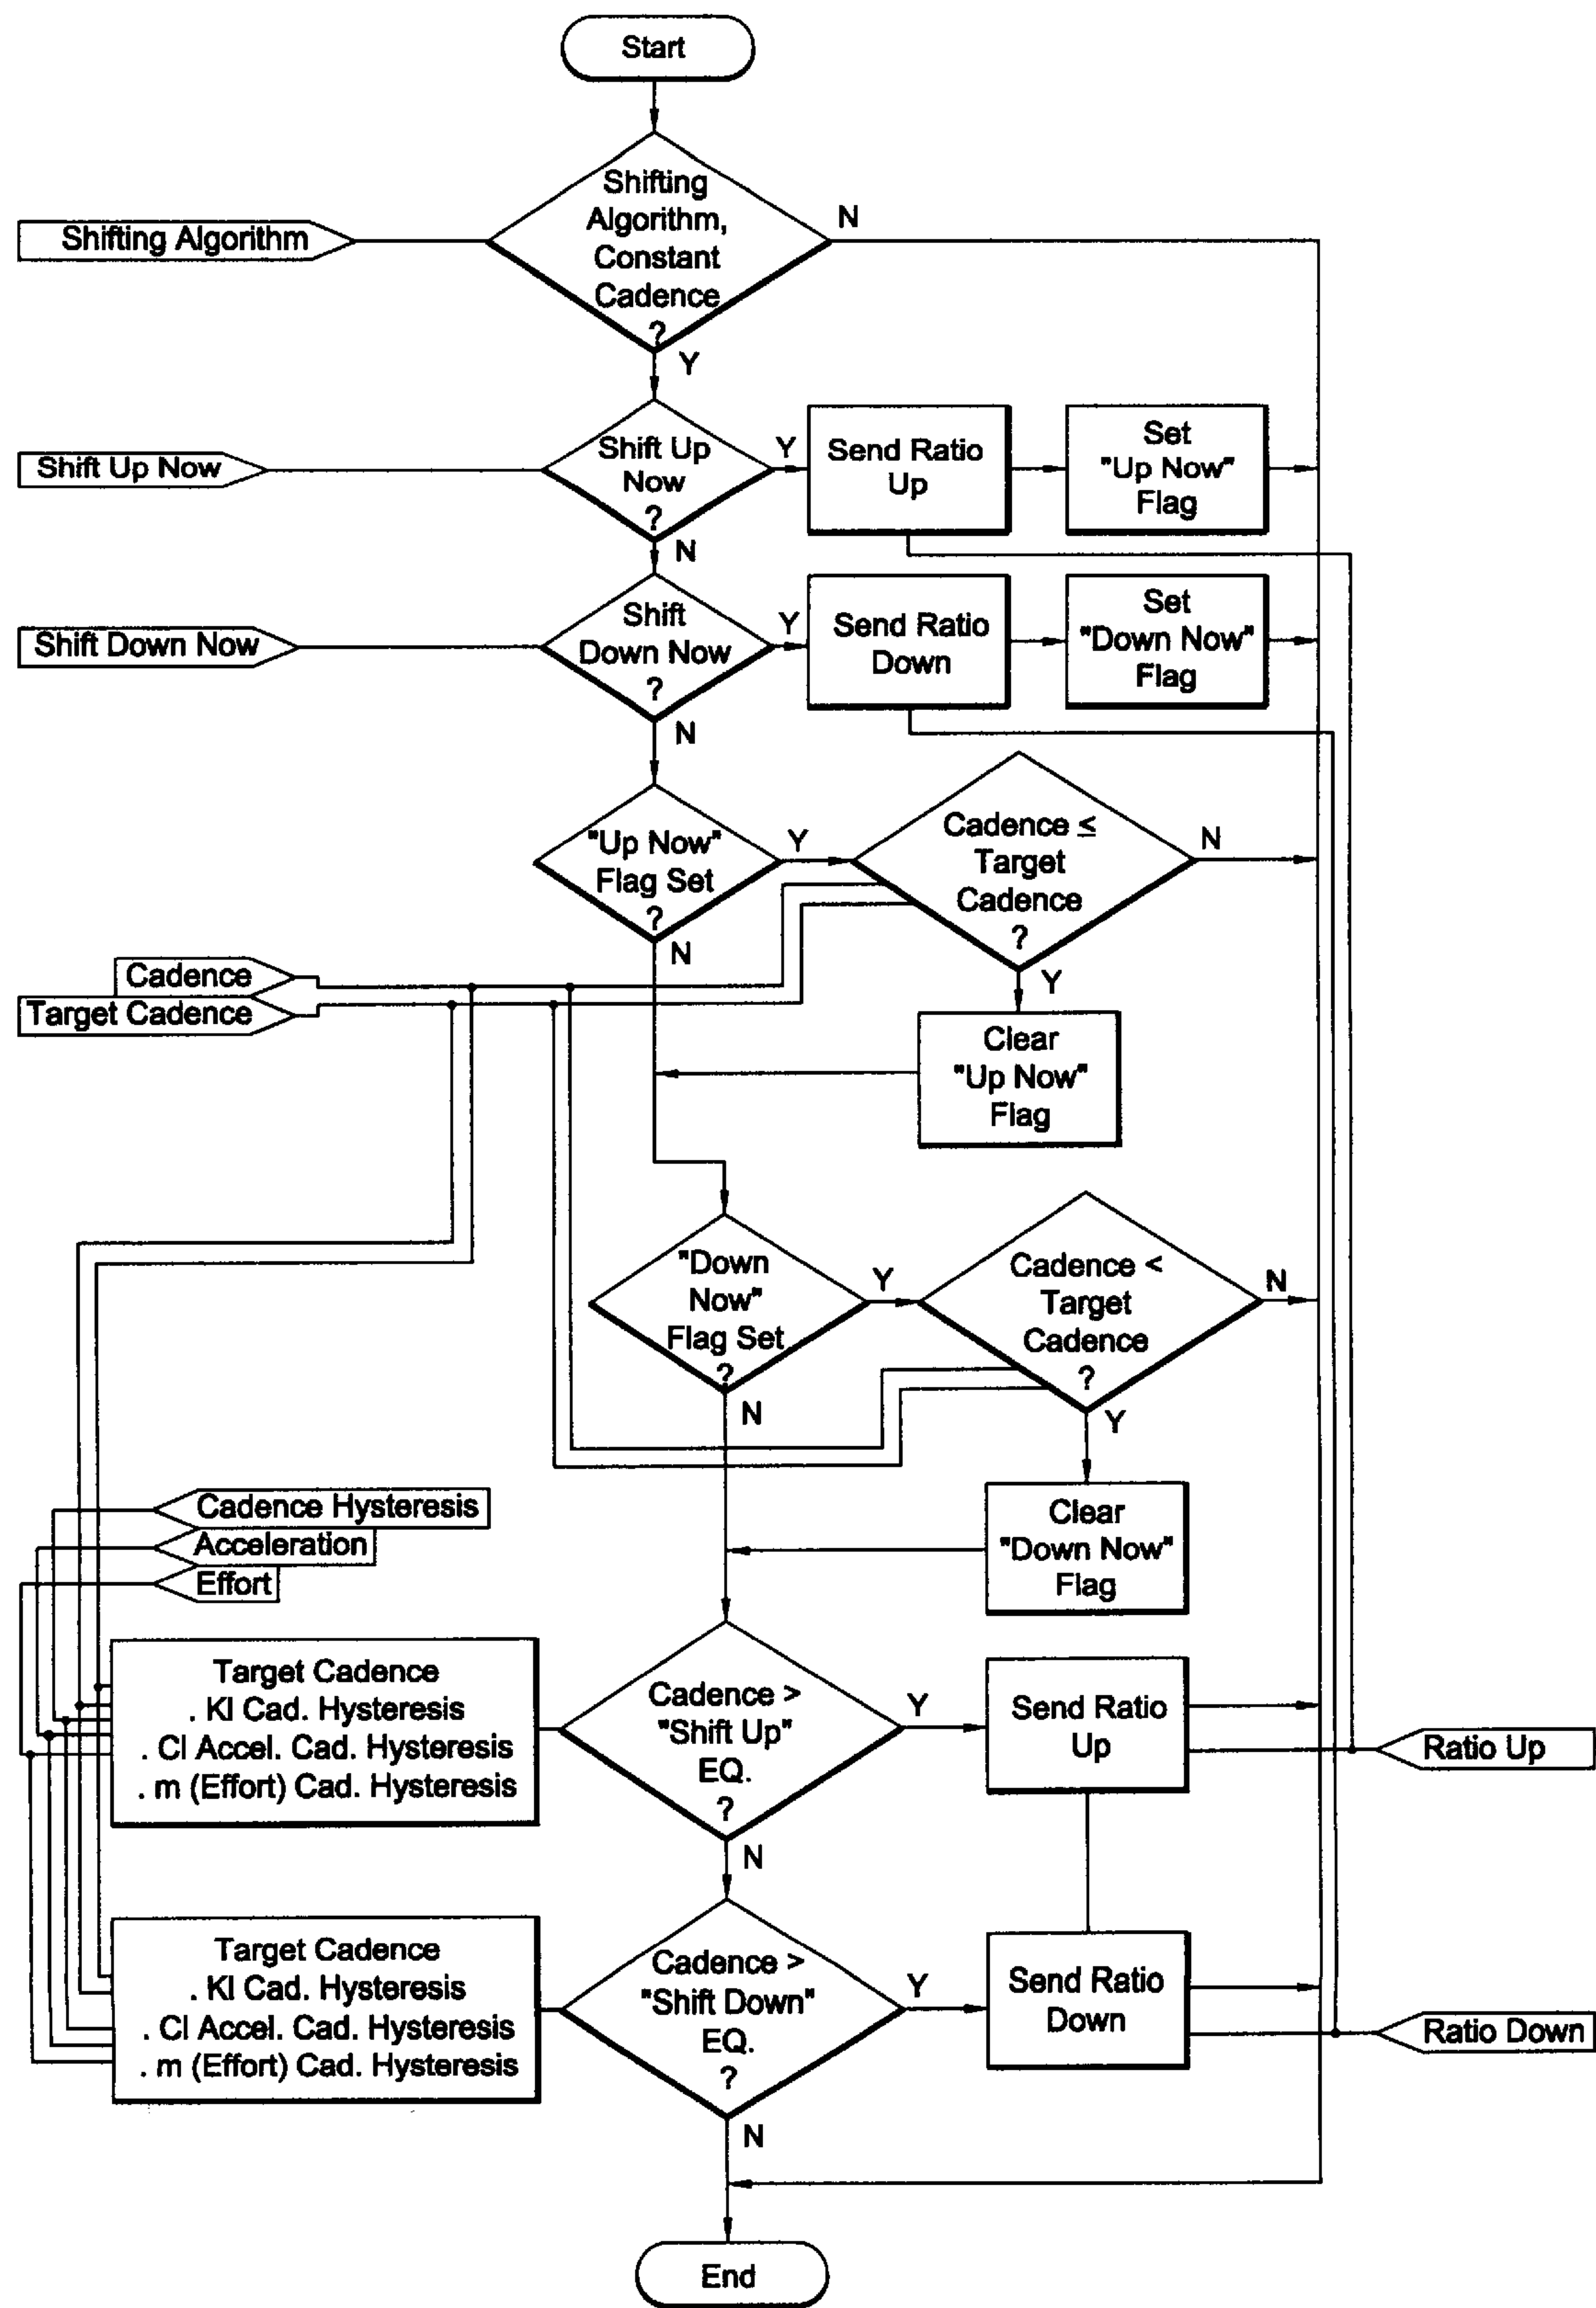 Start
Shifting
Algorithm,
Constant
Cadence
?
N
Shifting Algorithm
Y
Shift Up Now
Shift Up
Now
?
Y
Send Ratio
Up
Set
"Up Now"
Flag
N
Shift Down Now
Shift
Down Now
?
Y
Send Ratio
Down
Set
"Down Now"
Flag
N
"Up Now"
Flag Set
?
Y
Cadence ≤
Target
Cadence
?
N
N
Y
Cadence
Target Cadence
Clear
"Up Now"
Flag
"Down
Now"
Flag Set
?
Y
Cadence <
Target
Cadence
?
N
N
Y
Cadence Hysteresis
Acceleration
Effort
Clear
"Down Now"
Flag
Target Cadence
. KI Cad. Hysteresis
. CI Accel. Cad. Hysteresis
. m (Effort) Cad. Hysteresis
Cadence >
"Shift Up"
EQ.
?
Y
Send Ratio
Up
Ratio Up
N
Target Cadence
. KI Cad. Hysteresis
. CI Accel. Cad. Hysteresis
. m (Effort) Cad. Hysteresis
Cadence >
"Shift Down"
EQ.
?
Y
Send Ratio
Down
Ratio Down
N
End